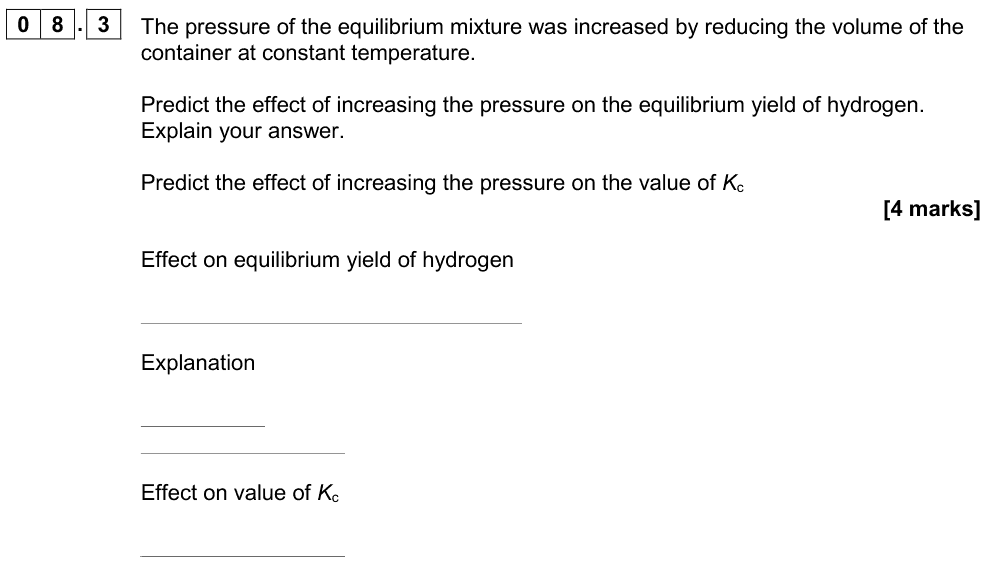 08.3 The pressure of the equilibrium mixture was increased by reducing the volume of the
container at constant temperature.
Predict the effect of increasing the pressure on the equilibrium yield of hydrogen.
Explain your answer.
Predict the effect of increasing the pressure on the value of Kc
[4 marks]
Effect on equilibrium yield of hydrogen
Explanation
Effect on value of Kc